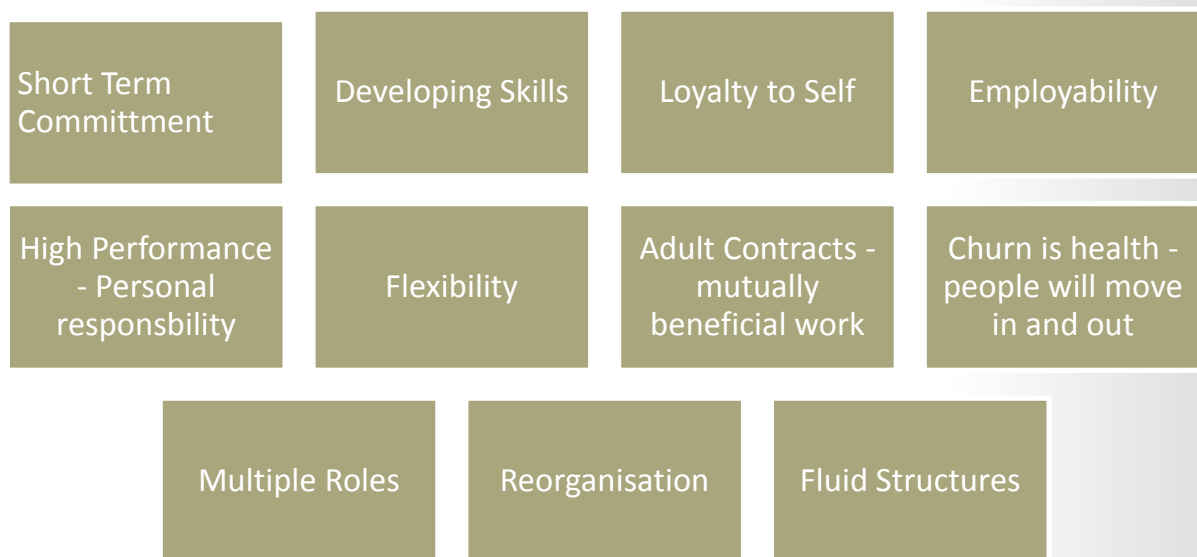 Short Term
Committment
Developing Skills
Loyalty to Self
Employability
High Performance
- Personal
responsbility
Flexibility
Adult Contracts -
mutually
beneficial work
Churn is health -
people will move
in and out
Multiple Roles
Reorganisation
Fluid Structures